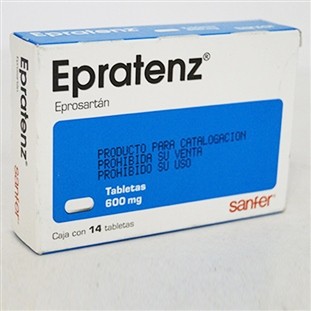 Epratenz®
Eprosartán
PRODUCTO PARA CATALOGACION
PROHIBIDA SU VENTA
PROHIBIDO SU USO
Tabletas
600 mg
Caja con 14 tabletas
sanfer
Epratenz
sanfer